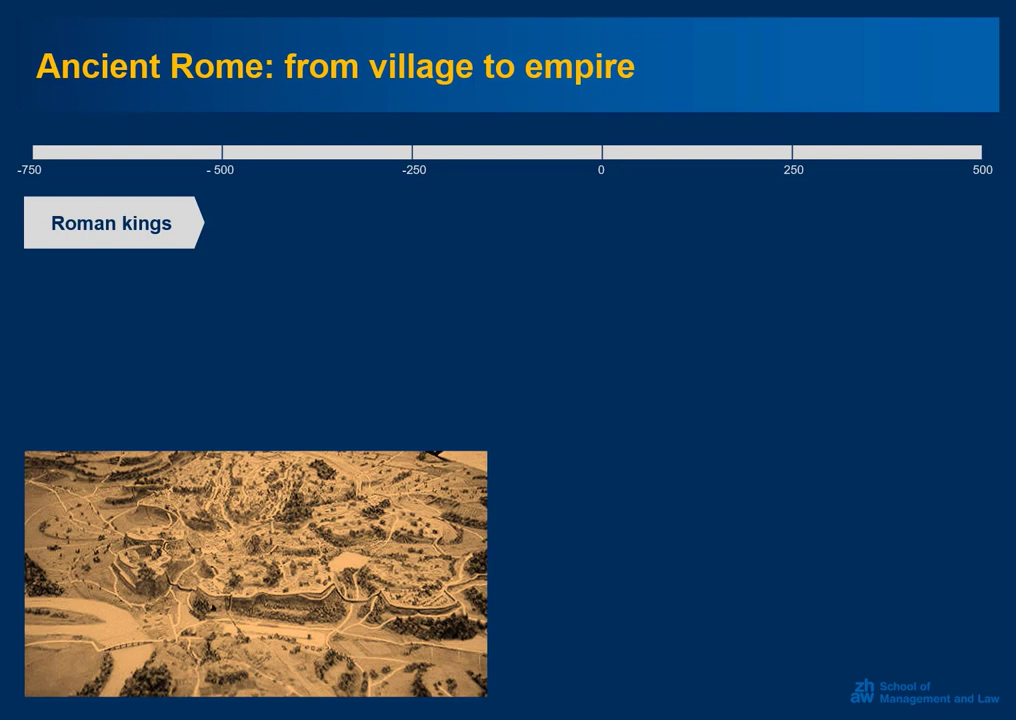 Ancient Rome: from village to empire
-750 - 500 -250 0 250 500
Roman kings
zh
aw
School of
Management and Law